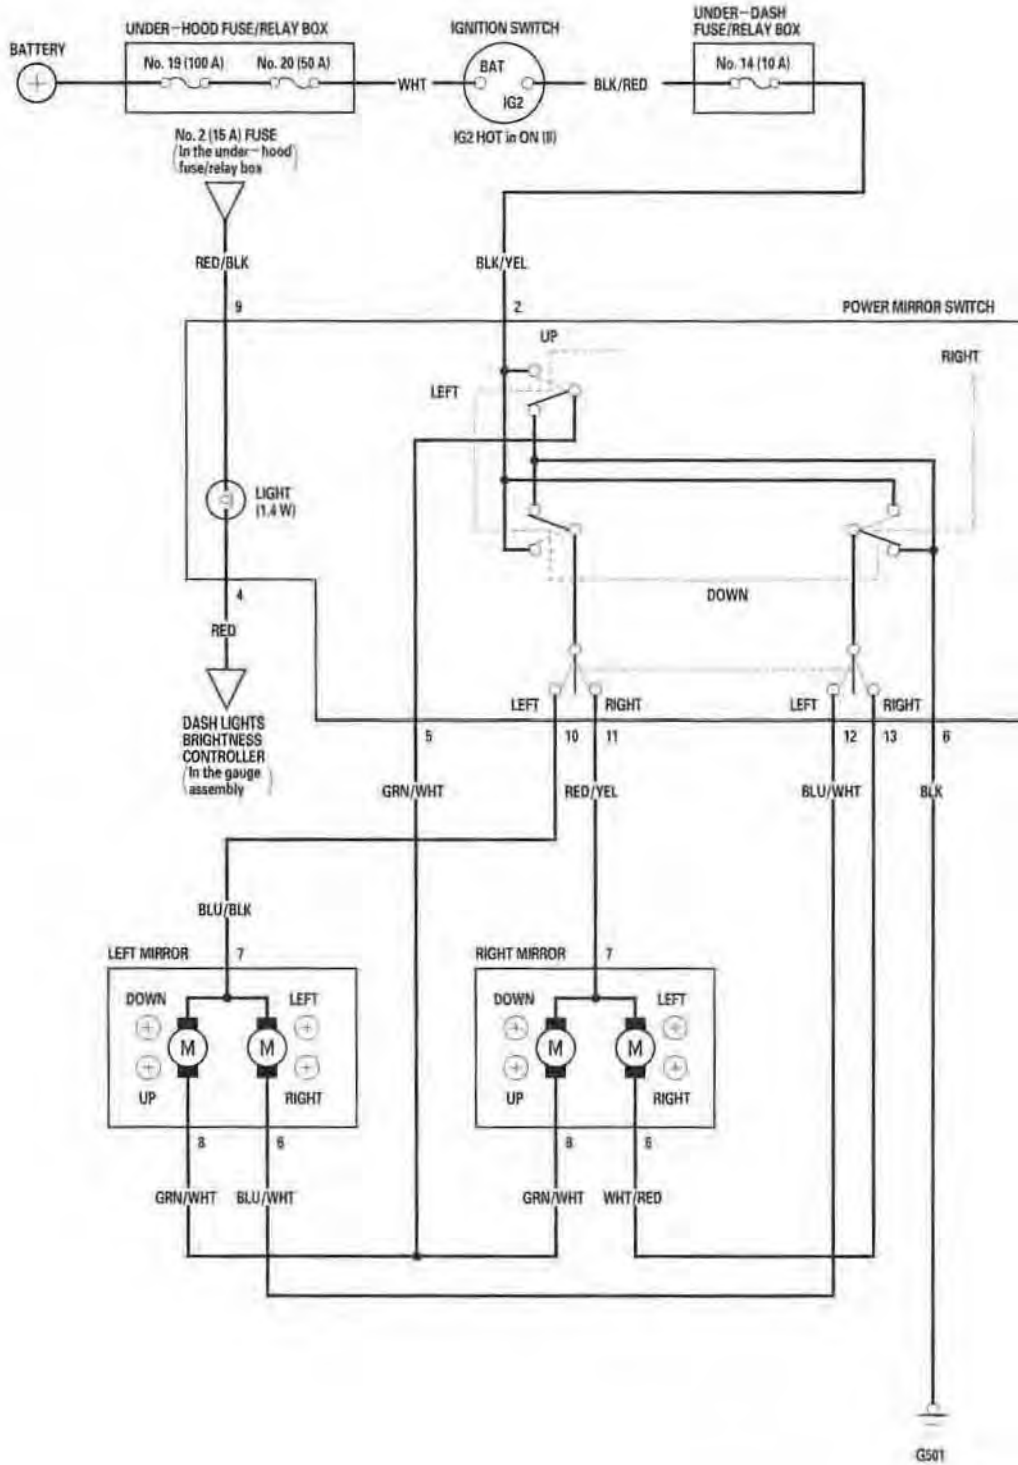 BATTERY
UNDER-HOOD FUSE/RELAY BOX
No. 19 (100 A)
No. 20 (50 A)
WHT
IGNITION SWITCH
BAT
IG2
IG2 HOT in ON (II)
BLK/RED
UNDER-DASH
FUSE/RELAY BOX
No. 14 (10 A)
No. 2 (15 A) FUSE
(In the under-hood
fuse/relay box)
RED/BLK
BLK/YEL
9
2
POWER MIRROR SWITCH
UP
RIGHT
LEFT
LIGHT
(1.4 W)
DOWN
4
RED
LEFT
RIGHT
LEFT
RIGHT
DASH LIGHTS
BRIGHTNESS
CONTROLLER
(In the gauge
assembly)
5
10
11
12
13
6
GRN/WHT
RED/YEL
BLU/WHT
BLK
BLU/BLK
LEFT MIRROR
7
RIGHT MIRROR
7
DOWN
LEFT
M
M
UP
RIGHT
DOWN
LEFT
M
M
UP
RIGHT
8
6
8
6
GRN/WHT
BLU/WHT
GRN/WHT
WHT/RED
G501